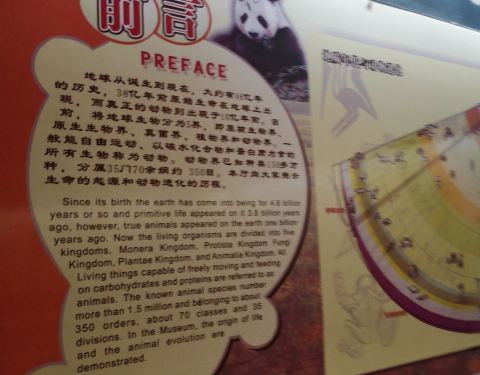 前言
PREFACE
地球从诞生到现在，大约有46亿年
的历史，38亿年前原始生命在地球上出
现，而真正的动物则出现于10亿年前。目
前，将地球生物分为5界，即原核生物界、
原生生物界、真菌界、植物界和动物界。一
般能自由运动、以碳水化合物和蛋白质为食的
所有生物称为动物。动物界已知种类150多万
种，分属35门70余纲约 350目。本厅向大家展示
生命的起源和动物进化的历程。
Since its birth the earth has come into being for 4.6 billion
years or so and primitive life appeared on it 3.8 billion years
ago, however, true animals appeared on the earth one billion
years ago. Now the living organisms are divided into five
kingdoms, Monera Kingdom, Protista Kingdom Fungi
Kingdom, Plantae Kingdom, and Animalia Kingdom. All
Living things capable of freely moving and feeding
on carbohydrates and proteins are referred to as
animals. The known animal species number
more than 1.5 million and belonging to about
350 orders, about 70 classes and 35
divisions. In the Museum, the origin of life
and the animal evolution are
demonstrated.